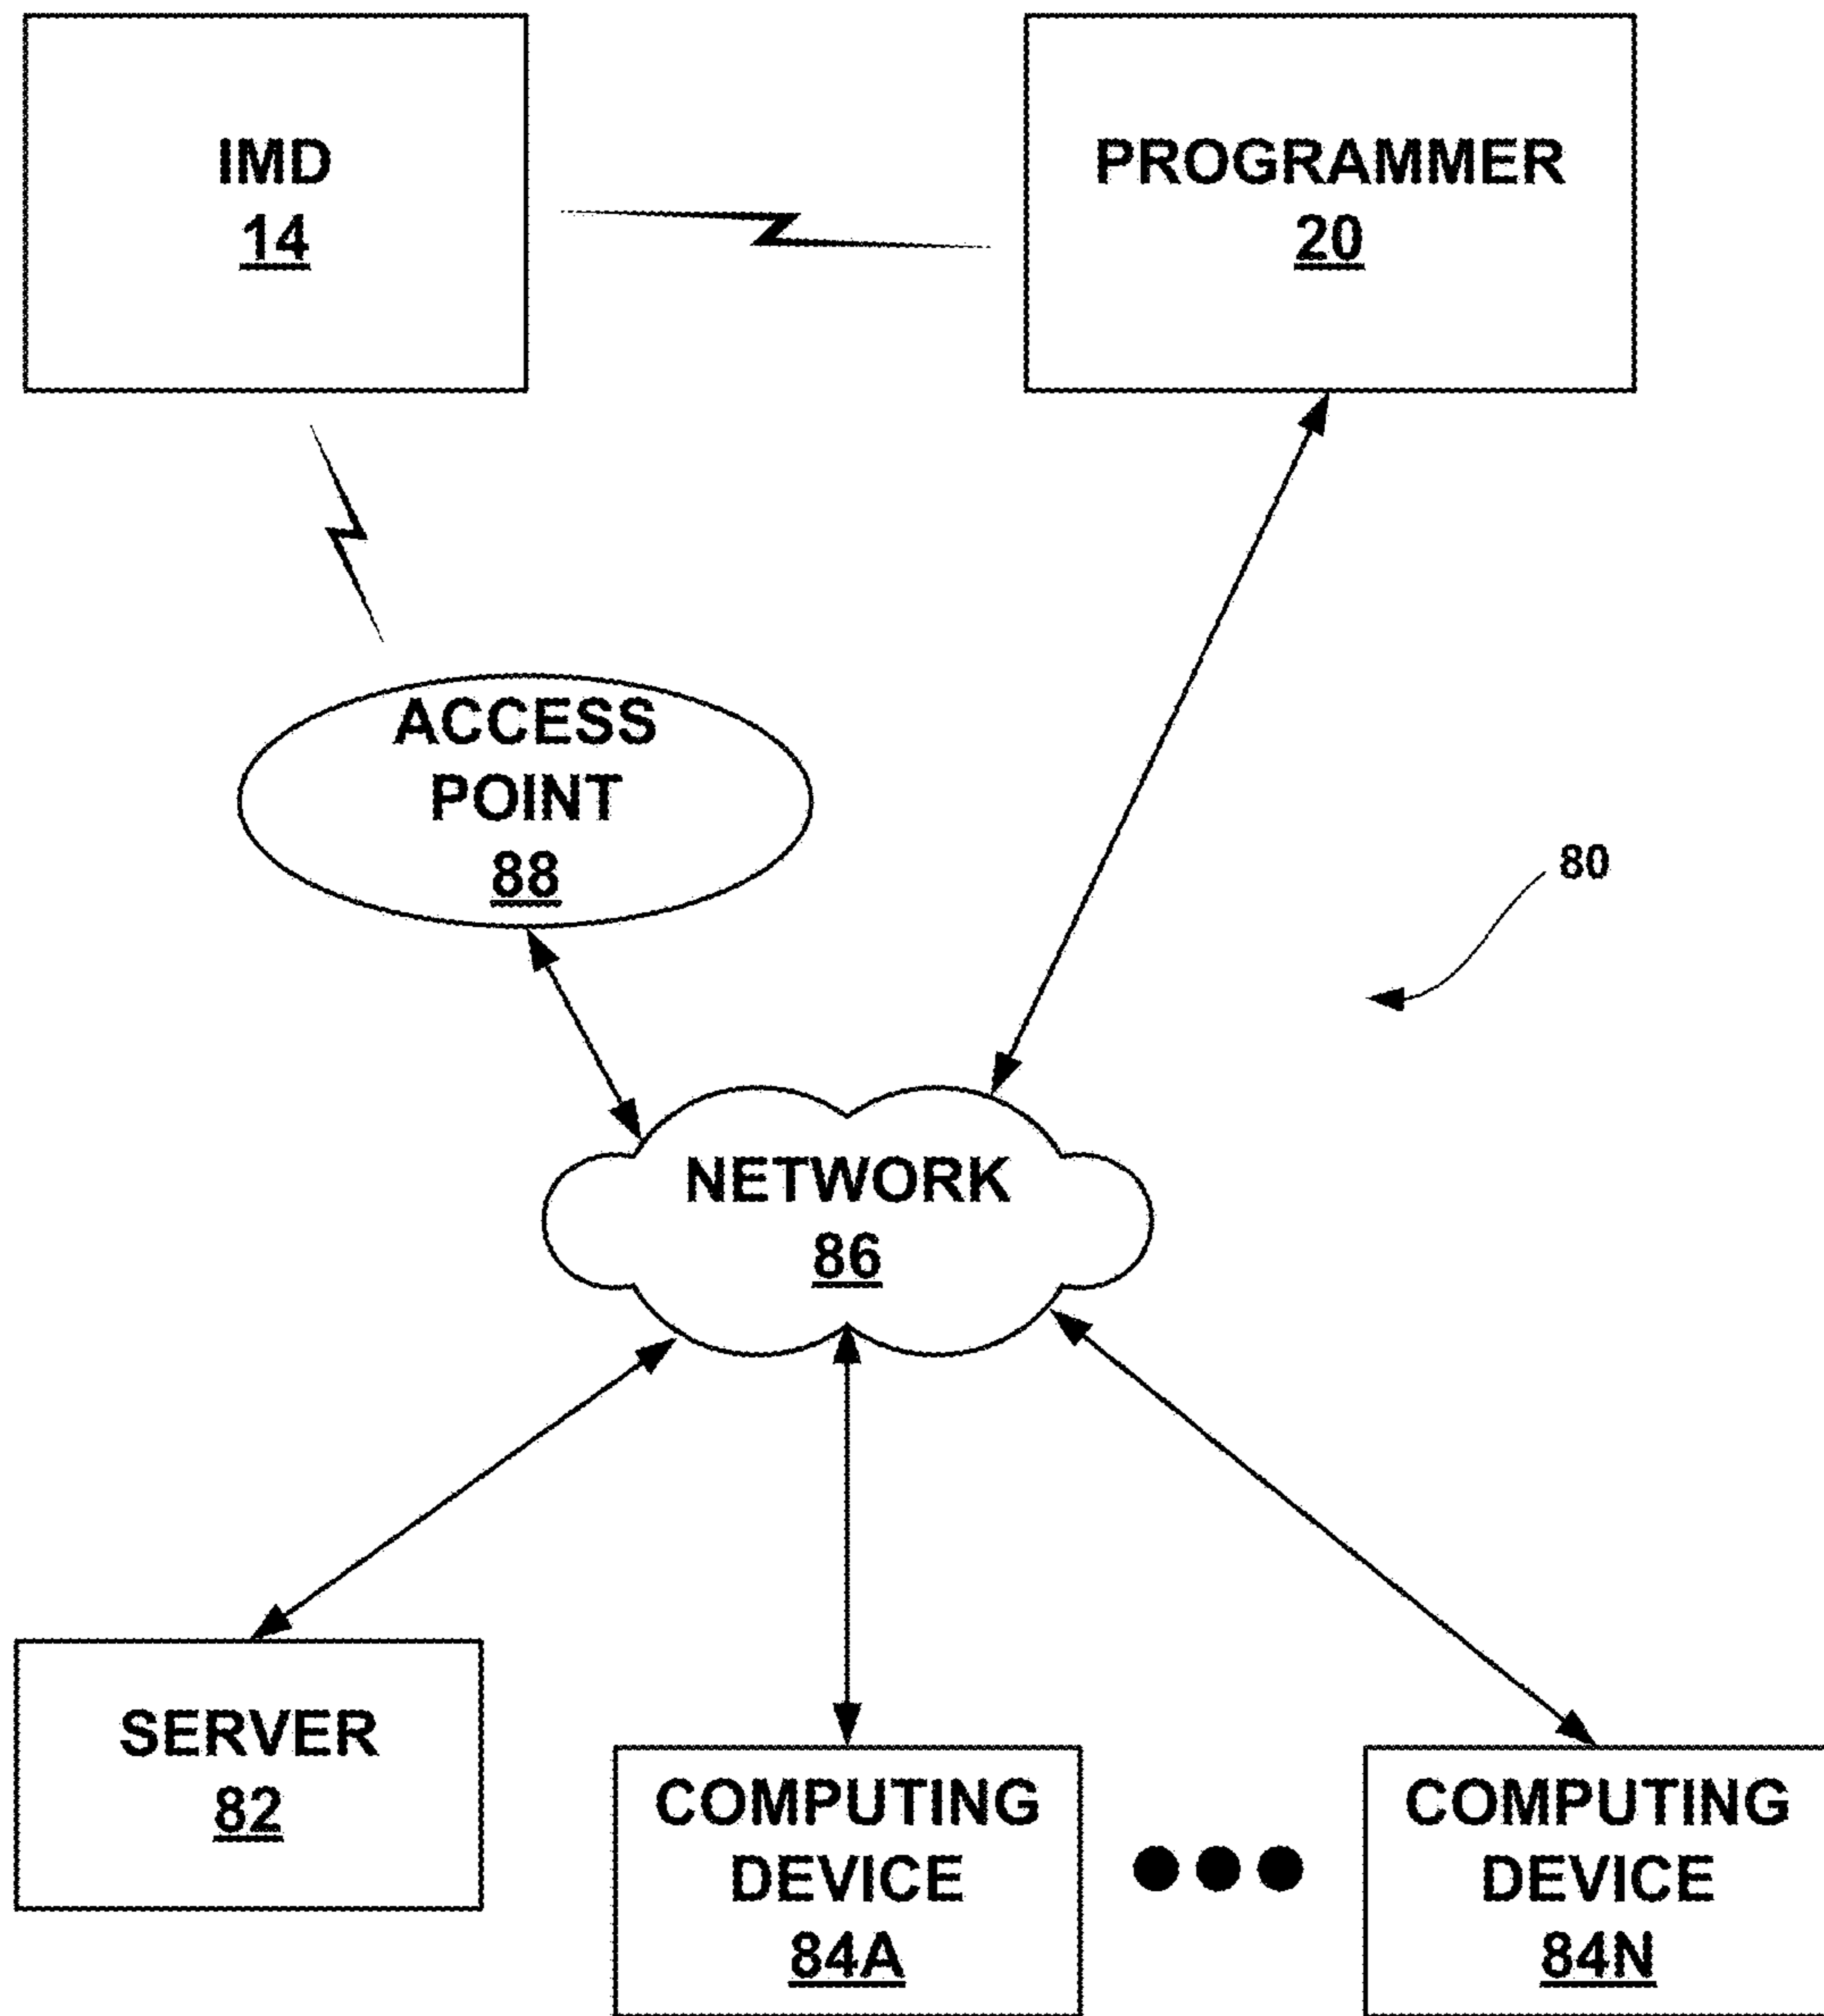 IMD
14
PROGRAMMER
20
ACCESS
POINT
88
80
NETWORK
86
SERVER
82
COMPUTING
DEVICE
84A
COMPUTING
DEVICE
84N